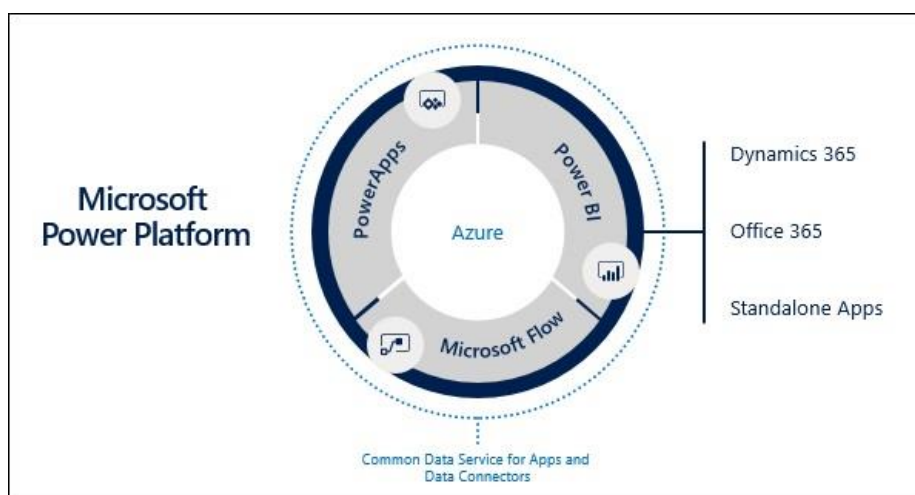 Microsoft
Power Platform
PowerApps
Power BI
Azure
Microsoft Flow
Dynamics 365
Office 365
Standalone Apps
Common Data Service for Apps and
Data Connectors